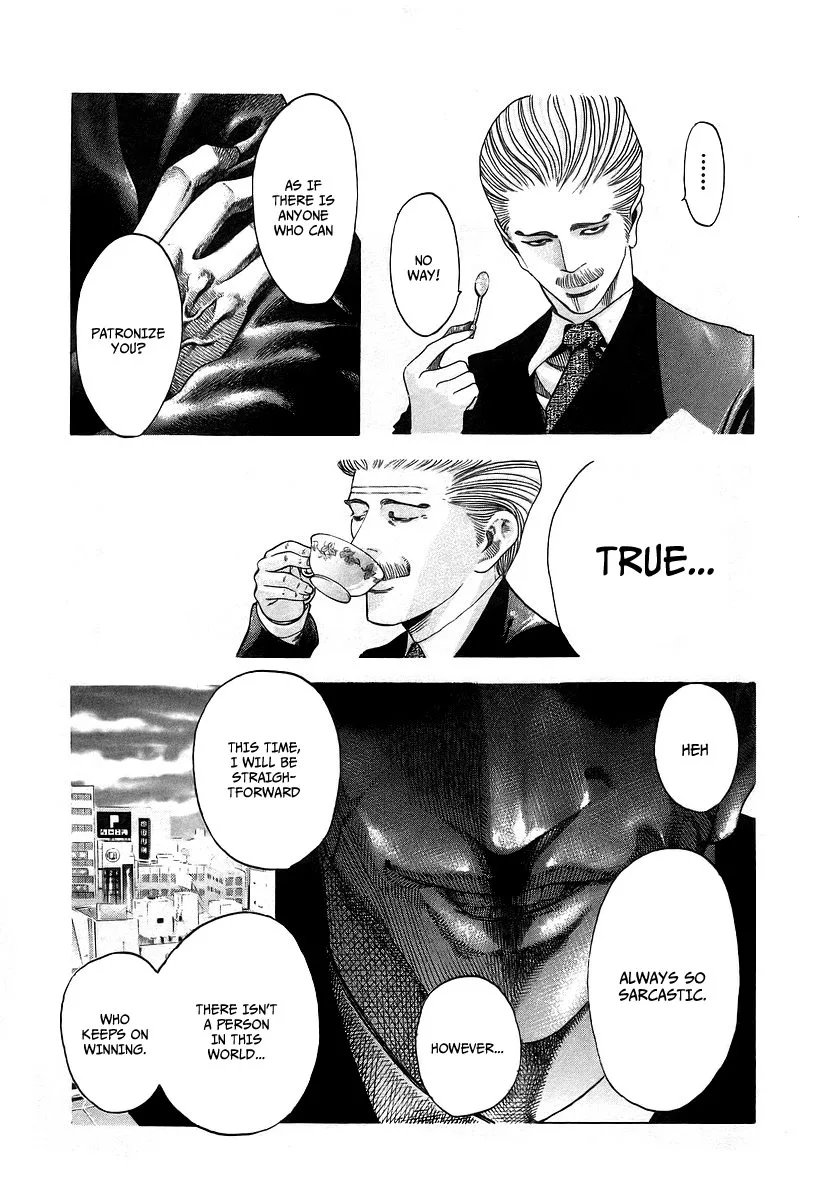 ......
NO
WAY!
AS IF
THERE IS
ANYONE
WHO CAN
PATRONIZE
YOU?
TRUE...
HEH
ALWAYS SO
SARCASTIC.
HOWEVER...
THIS TIME,
I WILL BE
STRAIGH-
TFORWARD
THERE ISN'T
A PERSON
IN THIS
WORLD...
WHO
KEEPS ON
WINNING.
P